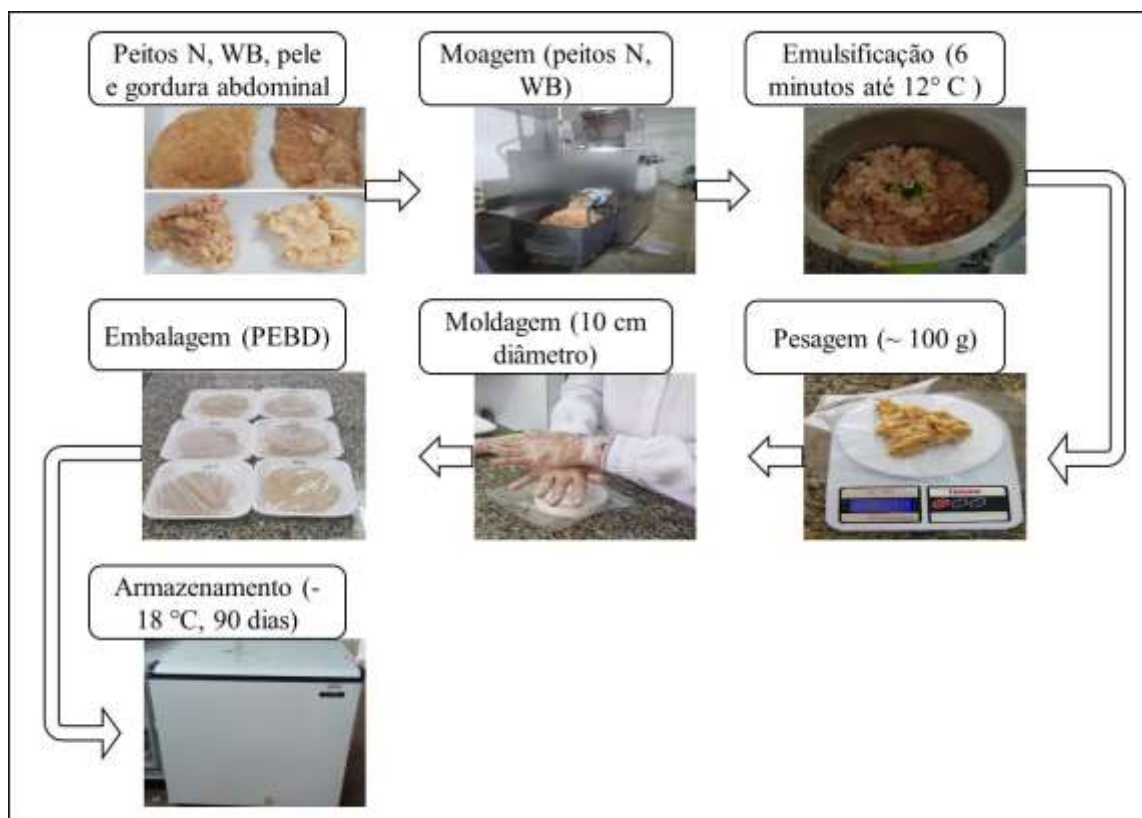 Peitos N, WB, pele
e gordura abdominal
Moagem (peitos N,
WB)
Emulsificação (6
minutos até 12° C )
Pesagem (~ 100 g)
Moldagem (10 cm
diâmetro)
Embalagem (PEBD)
Armazenamento (-
18 °C, 90 dias)